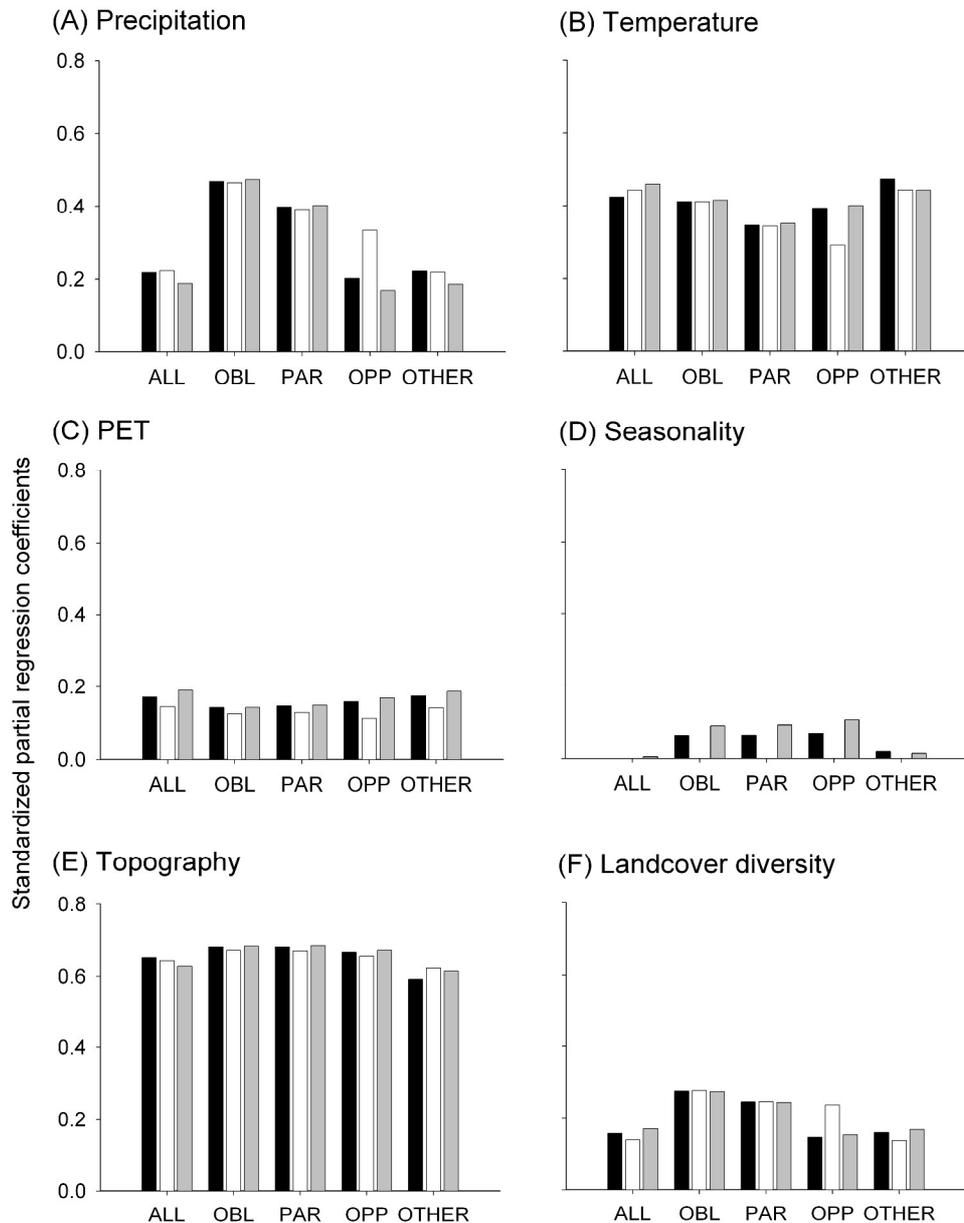 (A) Precipitation
0.8
0.6
0.4
0.2
0.0
ALL OBL PAR OPP OTHER
(B) Temperature
ALL OBL PAR OPP OTHER
Standardized partial regression coefficients
(C) PET
0.8
0.6
0.4
0.2
0.0
ALL OBL PAR OPP OTHER
(D) Seasonality
ALL OBL PAR OPP OTHER
(E) Topography
0.8
0.6
0.4
0.2
0.0
ALL OBL PAR OPP OTHER
(F) Landcover diversity
ALL OBL PAR OPP OTHER